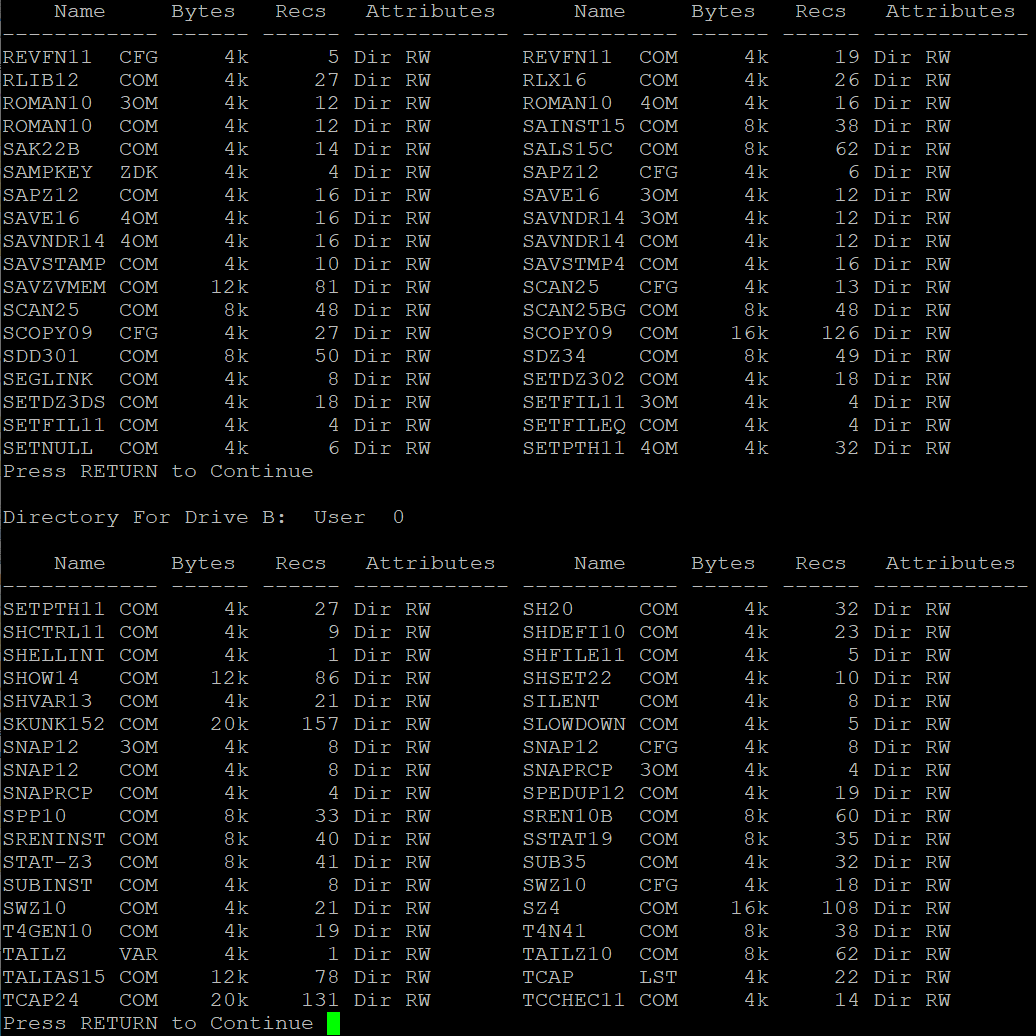 Name     Bytes   Recs   Attributes      Name     Bytes   Recs   Attributes
------------ ------ ------ ------------ ------------ ------ ------ ------------
REVFN11  CFG     4k      5 Dir RW       REVFN11  COM     4k     19 Dir RW
RLIB12   COM     4k     27 Dir RW       RLX16    COM     4k     26 Dir RW
ROMAN10  3OM     4k     12 Dir RW       ROMAN10  4OM     4k     16 Dir RW
ROMAN10  COM     4k     12 Dir RW       SAINST15 COM     8k     38 Dir RW
SAK22B   COM     4k     14 Dir RW       SALS15C  COM     8k     62 Dir RW
SAMPKEY  ZDK     4k      4 Dir RW       SAPZ12   CFG     4k      6 Dir RW
SAPZ12   COM     4k     16 Dir RW       SAVE16   3OM     4k     12 Dir RW
SAVE16   4OM     4k     16 Dir RW       SAVNDR14 3OM     4k     12 Dir RW
SAVNDR14 4OM     4k     16 Dir RW       SAVNDR14 COM     4k     12 Dir RW
SAVSTAMP COM     4k     10 Dir RW       SAVSTMP4 COM     4k     16 Dir RW
SAVZVMEM COM    12k     81 Dir RW       SCAN25   CFG     4k     13 Dir RW
SCAN25   COM     8k     48 Dir RW       SCAN25BG COM     8k     48 Dir RW
SCOPY09  CFG     4k     27 Dir RW       SCOPY09  COM    16k    126 Dir RW
SDD301   COM     8k     50 Dir RW       SDZ34    COM     8k     49 Dir RW
SEGLINK  COM     4k      8 Dir RW       SETDZ302 COM     4k     18 Dir RW
SETDZ3DS COM     4k     18 Dir RW       SETFIL11 3OM     4k      4 Dir RW
SETFIL11 COM     4k      4 Dir RW       SETFILEQ COM     4k      4 Dir RW
SETNULL  COM     4k      6 Dir RW       SETPTH11 4OM     4k     32 Dir RW
Press RETURN to Continue

Directory For Drive B:  User  0

    Name     Bytes   Recs   Attributes      Name     Bytes   Recs   Attributes
------------ ------ ------ ------------ ------------ ------ ------ ------------
SETPTH11 COM     4k     27 Dir RW       SH20     COM     4k     32 Dir RW
SHCTRL11 COM     4k      9 Dir RW       SHDEFI10 COM     4k     23 Dir RW
SHELLINI COM     4k      1 Dir RW       SHFILE11 COM     4k      5 Dir RW
SHOW14   COM    12k     86 Dir RW       SHSET22  COM     4k     10 Dir RW
SHVAR13  COM     4k     21 Dir RW       SILENT   COM     4k      8 Dir RW
SKUNK152 COM    20k    157 Dir RW       SLOWDOWN COM     4k      5 Dir RW
SNAP12   3OM     4k      8 Dir RW       SNAP12   CFG     4k      8 Dir RW
SNAP12   COM     4k      8 Dir RW       SNAPRCP  3OM     4k      4 Dir RW
SNAPRCP  COM     4k      4 Dir RW       SPEDUP12 COM     4k     19 Dir RW
SPP10    COM     8k     33 Dir RW       SREN10B  COM     8k     60 Dir RW
SRENINST COM     8k     40 Dir RW       SSTAT19  COM     8k     35 Dir RW
STAT-Z3  COM     8k     41 Dir RW       SUB35    COM     4k     32 Dir RW
SUBINST  COM     4k      8 Dir RW       SWZ10    CFG     4k     18 Dir RW
SWZ10    COM     4k     21 Dir RW       SZ4      COM    16k    108 Dir RW
T4GEN10  COM     4k     19 Dir RW       T4N41    COM     8k     38 Dir RW
TAILZ    VAR     4k      1 Dir RW       TAILZ10  COM     8k     62 Dir RW
TALIAS15 COM    12k     78 Dir RW       TCAP     LST     4k     22 Dir RW
TCAP24   COM    20k    131 Dir RW       TCCHEC11 COM     4k     14 Dir RW
Press RETURN to Continue